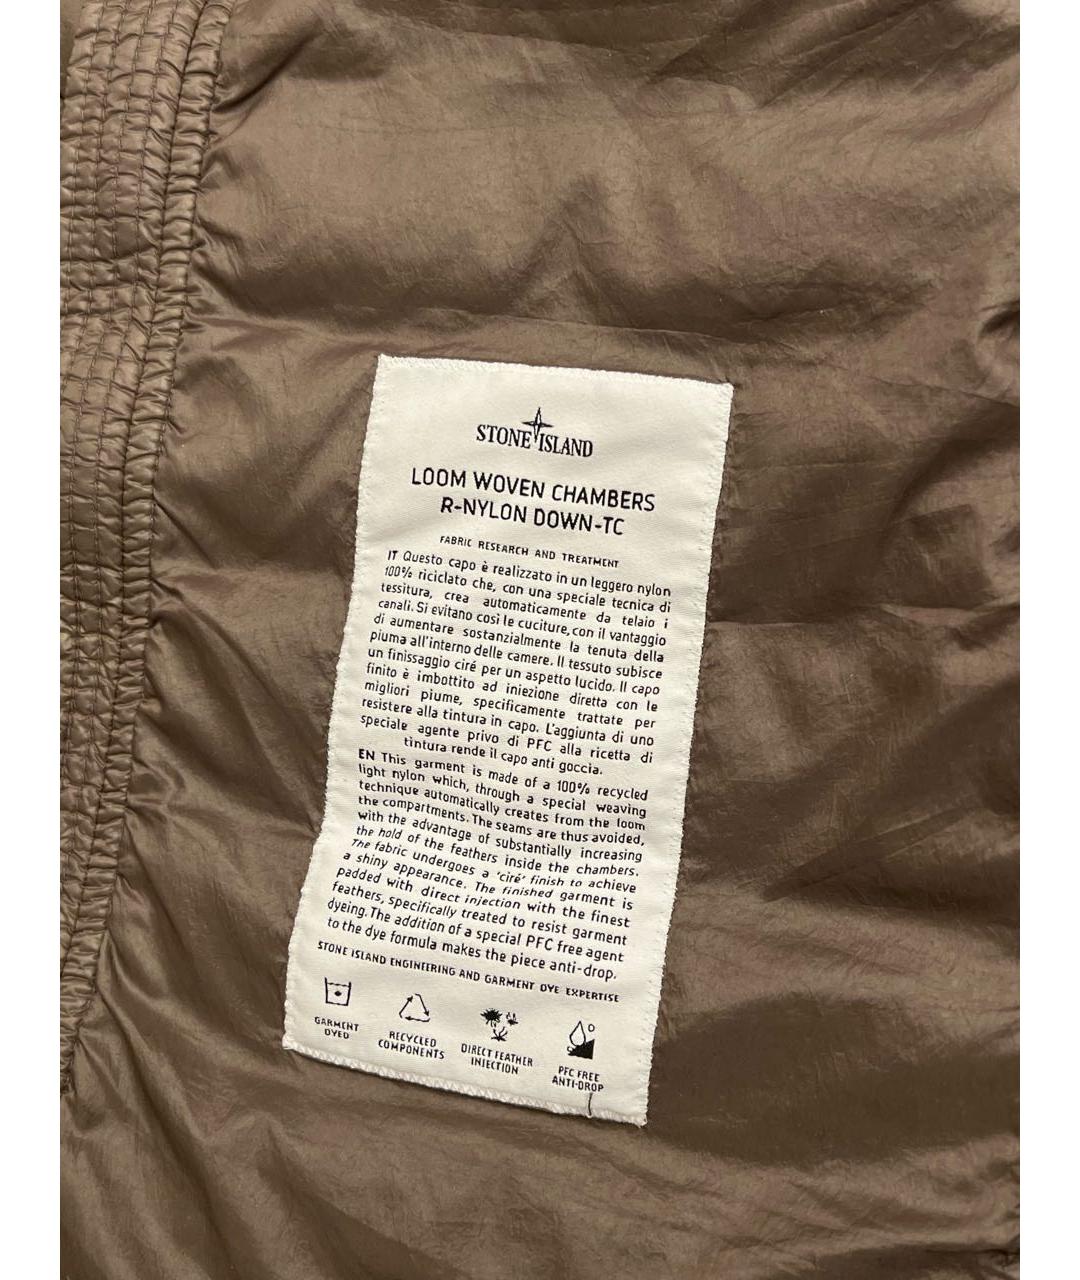 STONE ISLAND
LOOM WOVEN CHAMBERS
R-NYLON DOWN-TC
FABRIC RESEARCH AND TREATMENT
IT Questo capo è realizzato in un leggero nylon
100% riciclato che, con una speciale tecnica di
tessitura, crea automaticamente da telaio i
canali. Si evitano così le cuciture, con il vantaggio
di aumentare sostanzialmente la tenuta della
piuma all'interno delle camere. Il tessuto subisce
un finissaggio ciré per un aspetto lucido. Il capo
finito è imbottito ad iniezione diretta con le
migliori piume, specificamente trattate per
resistere alla tintura in capo. L'aggiunta di uno
speciale agente privo di PFC alla ricetta di
tintura rende il capo anti goccia.
EN This garment is made of a 100% recycled
light nylon which, through a special weaving
technique automatically creates from the loom
the compartments. The seams are thus avoided,
with the advantage of substantially increasing
the hold of the feathers inside the chambers.
The fabric undergoes a 'ciré' finish to achieve
a shiny appearance. The finished garment is
padded with direct injection with the finest
feathers, specifically treated to resist garment
dyeing. The addition of a special PFC free agent
to the dye formula makes the piece anti-drop.
STONE ISLAND ENGINEERING AND GARMENT DYE EXPERTISE
GARMENT
DYED
RECYCLED
COMPONENTS
DIRECT FEATHER
INJECTION
PFC FREE
ANTI-DROP